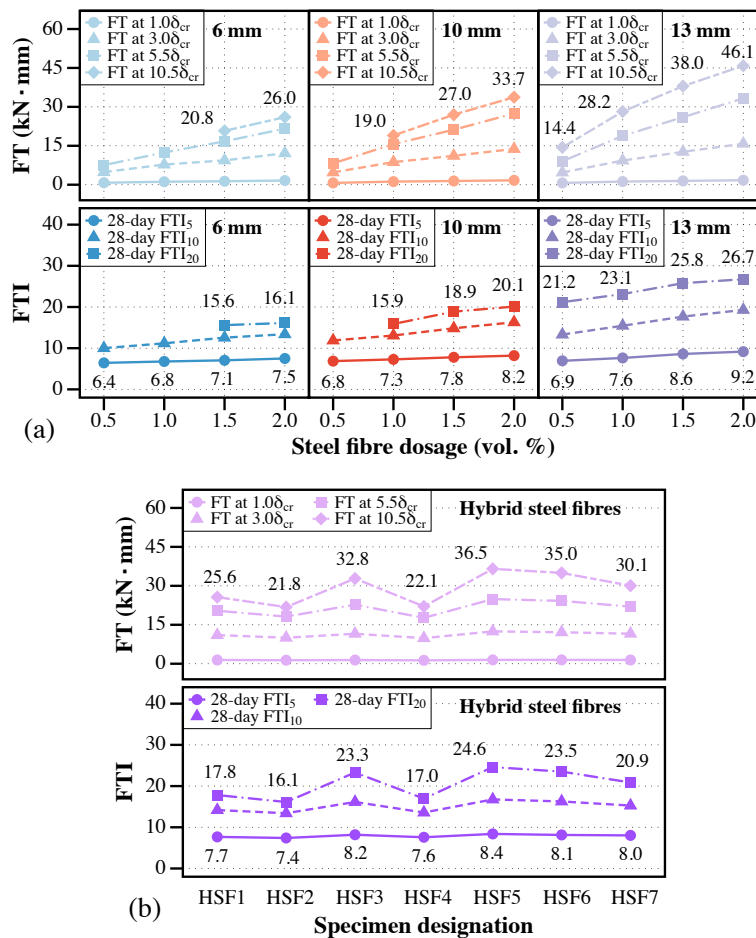 60
45
30
15
0
FT (kN·mm)
FT at 1.0δcr
FT at 3.0δcr
FT at 5.5δcr
FT at 10.5δcr
6 mm
20.8
26.0
FT at 1.0δcr
FT at 3.0δcr
FT at 5.5δcr
FT at 10.5δcr
10 mm
19.0
27.0
33.7
FT at 1.0δcr
FT at 3.0δcr
FT at 5.5δcr
FT at 10.5δcr
13 mm
14.4
28.2
38.0
46.1
40
30
20
10
0
FTI
28-day FTI5
28-day FTI10
28-day FTI20
6 mm
15.6
16.1
6.4
6.8
7.1
7.5
28-day FTI5
28-day FTI10
28-day FTI20
10 mm
15.9
18.9
20.1
6.8
7.3
7.8
8.2
28-day FTI5
28-day FTI10
28-day FTI20
13 mm
21.2
23.1
25.8
26.7
6.9
7.6
8.6
9.2
(a)
0.5 1.0 1.5 2.0 0.5 1.0 1.5 2.0 0.5 1.0 1.5 2.0
Steel fibre dosage (vol. %)
60
45
30
15
0
FT (kN·mm)
FT at 1.0δcr
FT at 3.0δcr
FT at 5.5δcr
FT at 10.5δcr
Hybrid steel fibres
25.6
21.8
32.8
22.1
36.5
35.0
30.1
40
30
20
10
0
FTI
28-day FTI5
28-day FTI10
28-day FTI20
Hybrid steel fibres
17.8
16.1
23.3
17.0
24.6
23.5
20.9
7.7
7.4
8.2
7.6
8.4
8.1
8.0
(b)
HSF1 HSF2 HSF3 HSF4 HSF5 HSF6 HSF7
Specimen designation